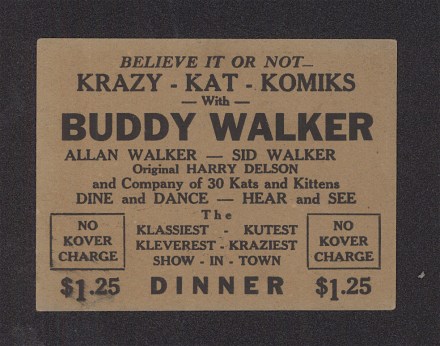 BELIEVE IT OR NOT—
KRAZY - KAT - KOMIKS
— With —
BUDDY WALKER
ALLAN WALKER — SID WALKER
Original HARRY DELSON
and Company of 30 Kats and Kittens
DINE and DANCE — HEAR and SEE
The
KLASSIEST - KUTEST
KLEVEREST - KRAZIEST
SHOW - IN - TOWN
NO
KOVER
CHARGE
NO
KOVER
CHARGE
$1.25 DINNER $1.25